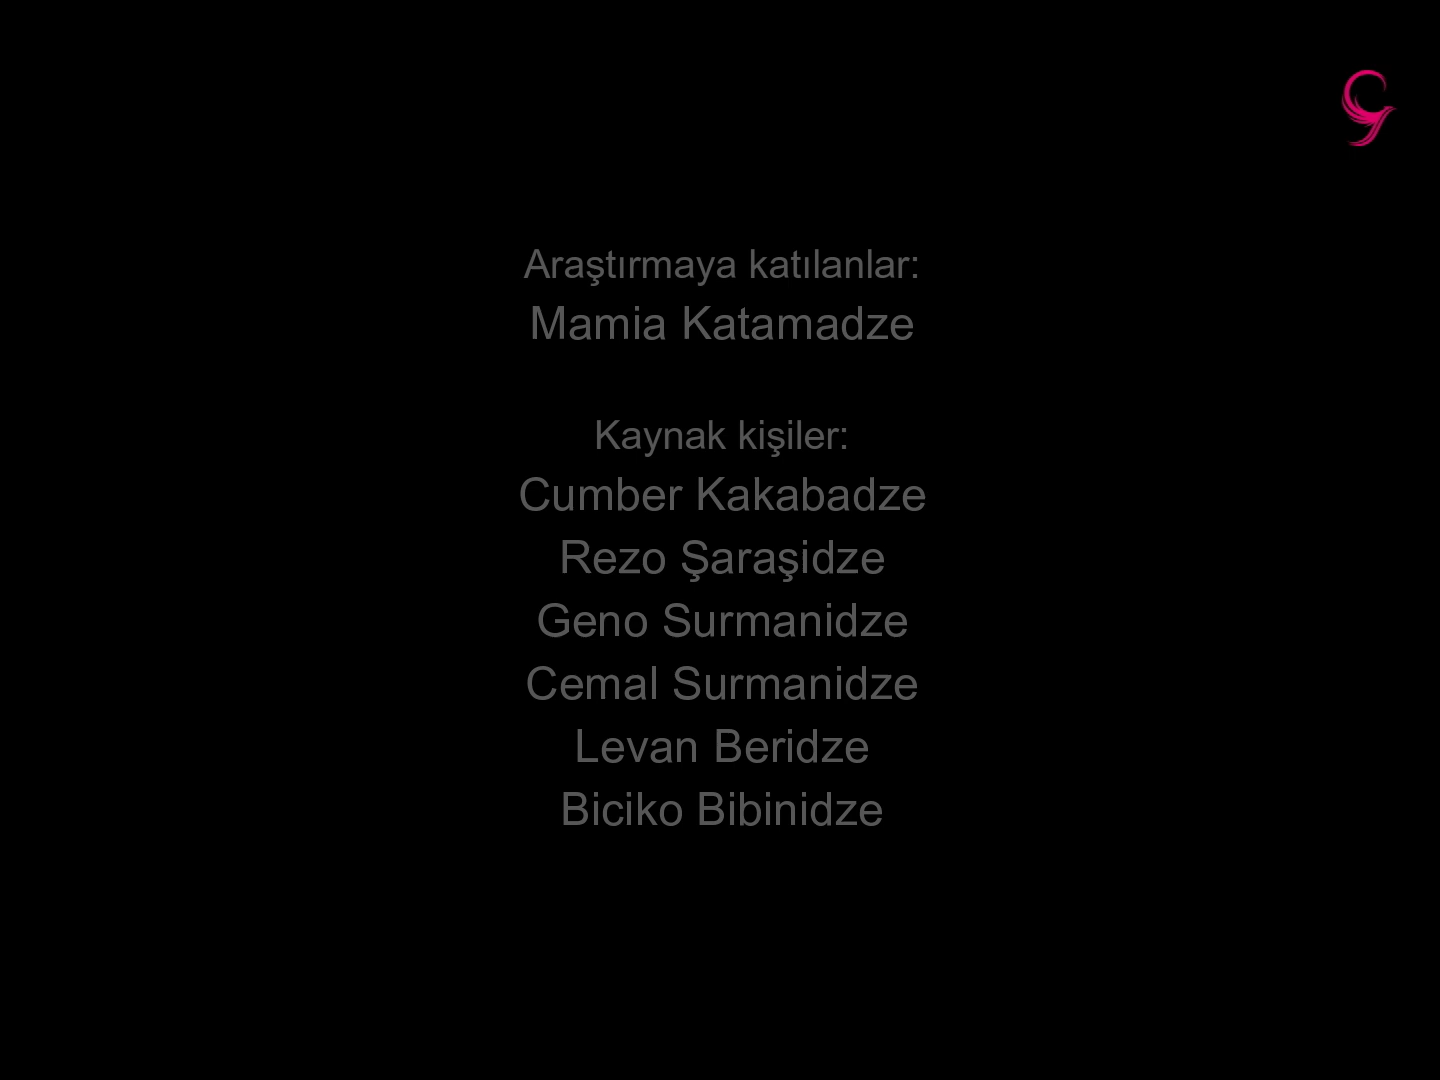 Araştırmaya katılanlar:
Mamia Katamadze
Kaynak kişiler:
Cumber Kakabadze
Rezo Şaraşidze
Geno Surmanidze
Cemal Surmanidze
Levan Beridze
Biciko Bibinidze